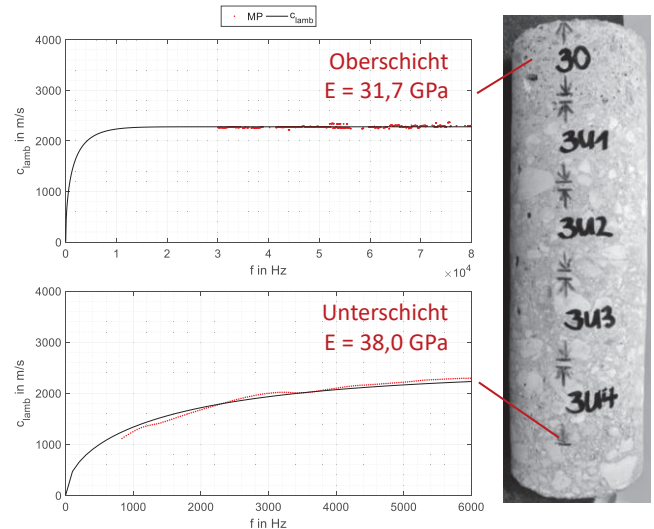 MP c_lamb
4000
3000
2000
1000
0
c_lamb in m/s
Oberschicht
E = 31,7 GPa
0 1 2 3 4 5 6 7 8
f in Hz
×10^4
4000
3000
2000
1000
0
c_lamb in m/s
Unterschicht
E = 38,0 GPa
0 1000 2000 3000 4000 5000 6000
f in Hz
3O
3U1
3U2
3U3
3U4